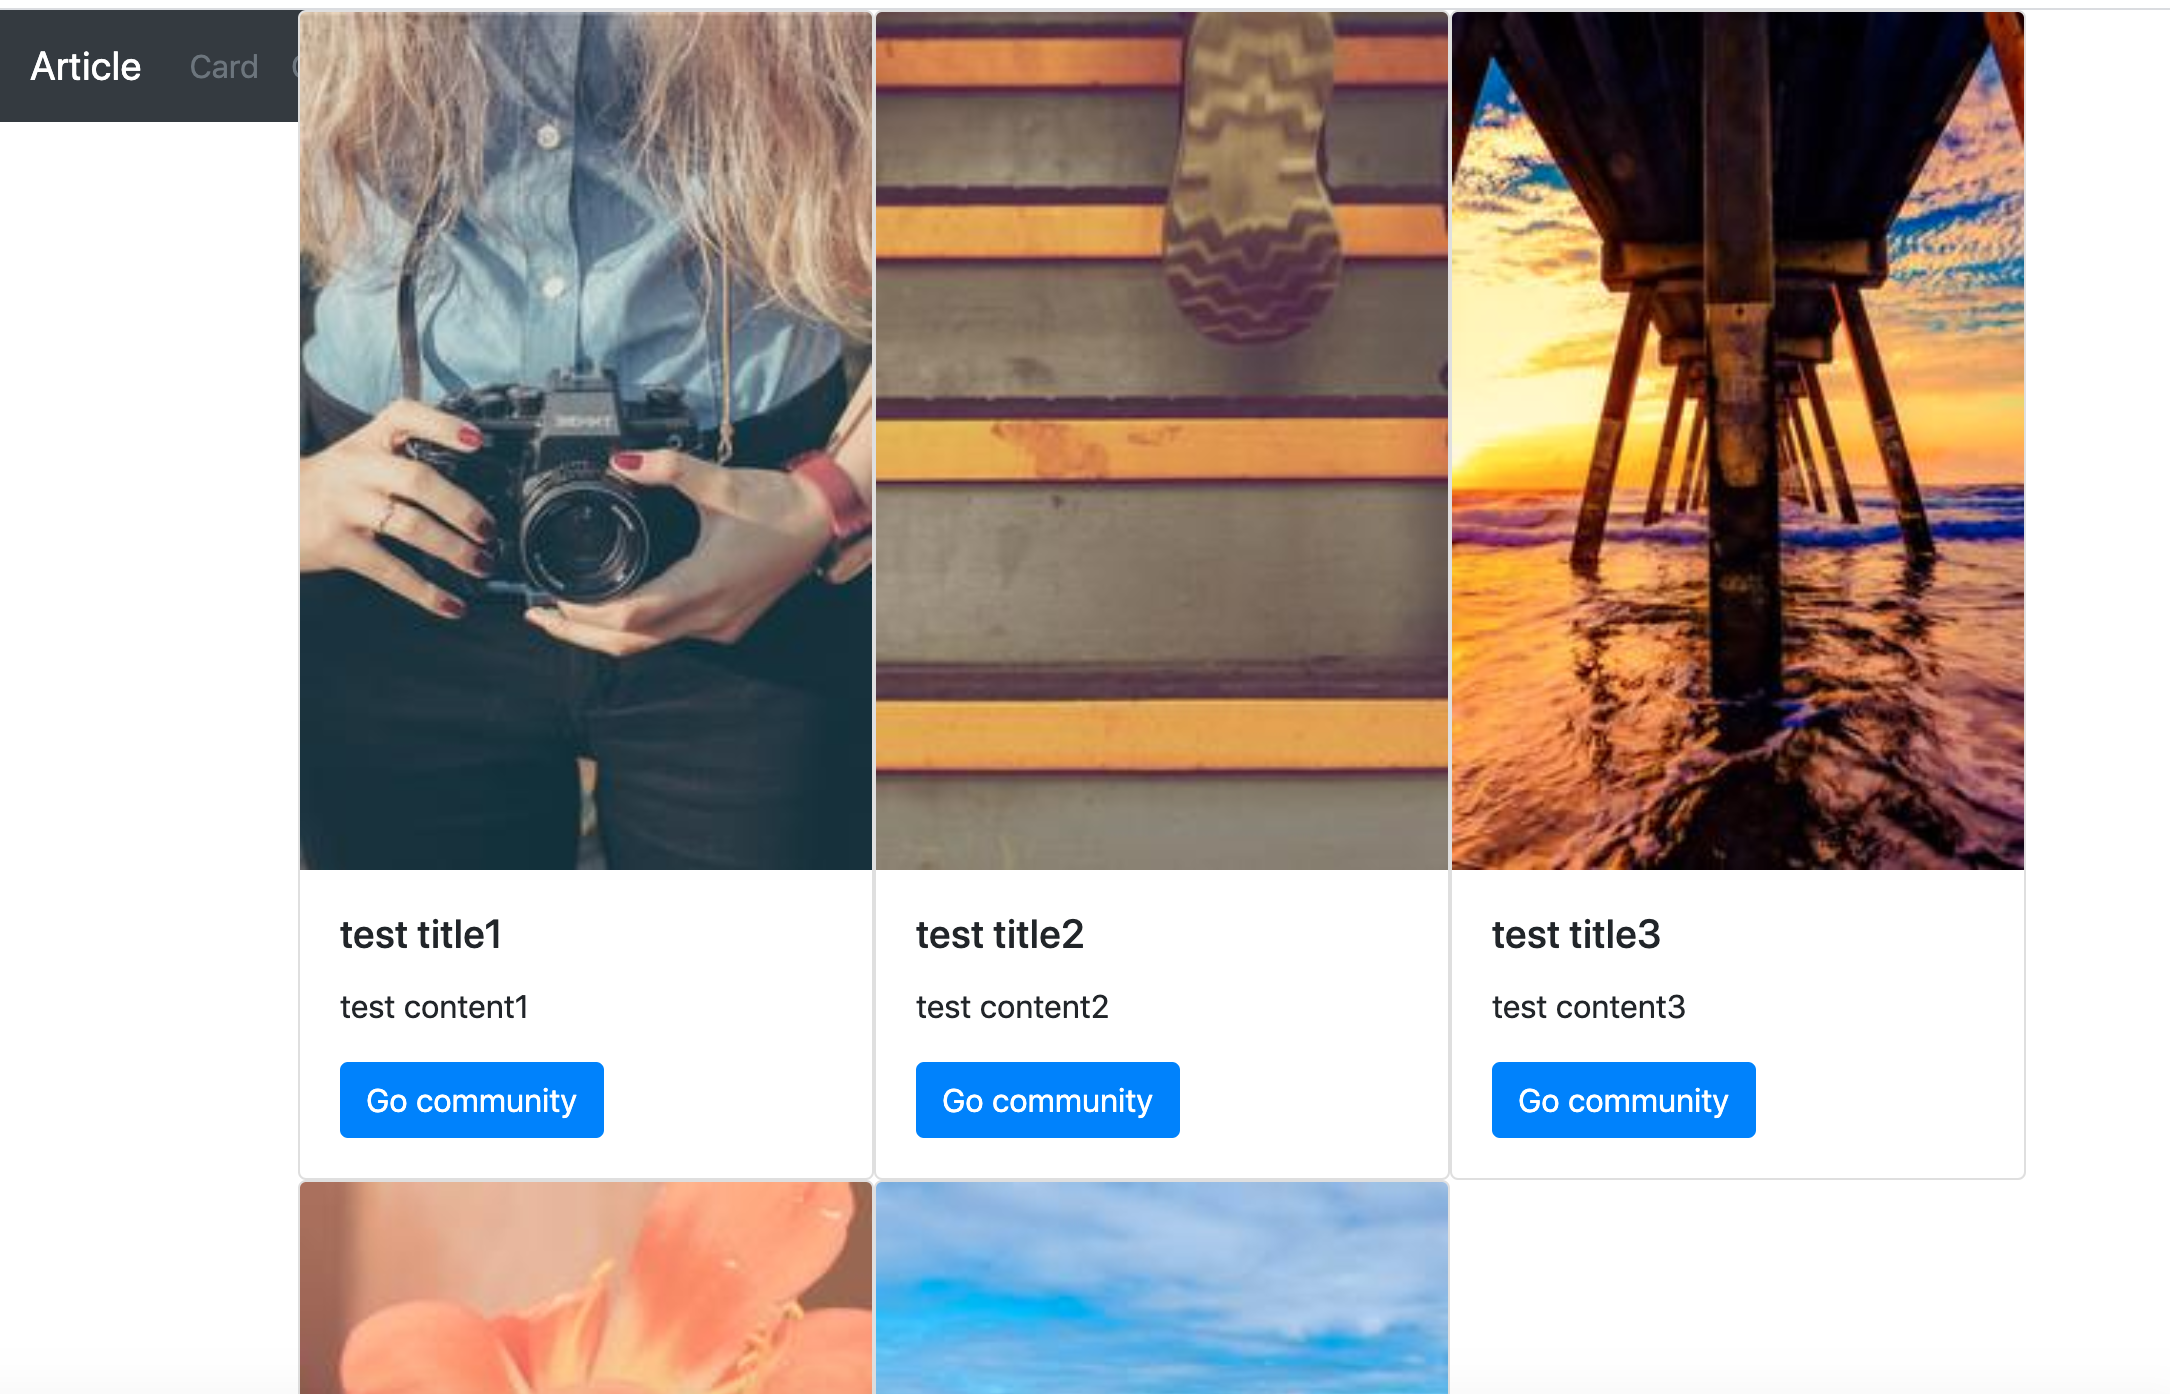 Article Card
test title1
test content1
Go community
test title2
test content2
Go community
test title3
test content3
Go community